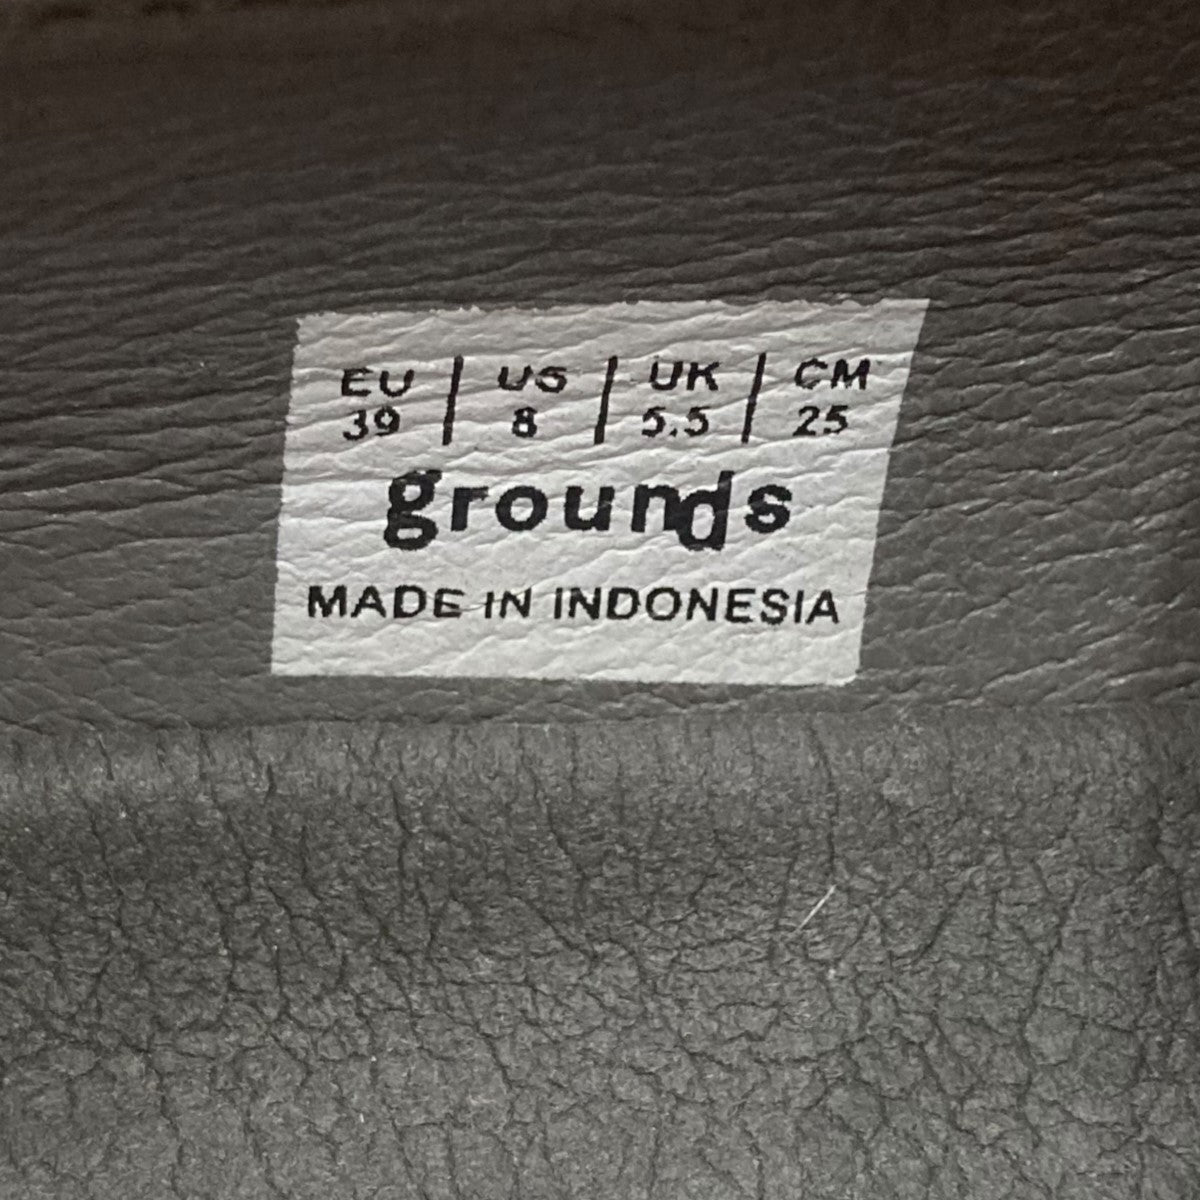 EU | US | UK | CM
39 | 8 | 5.5 | 25
grounds
MADE IN INDONESIA